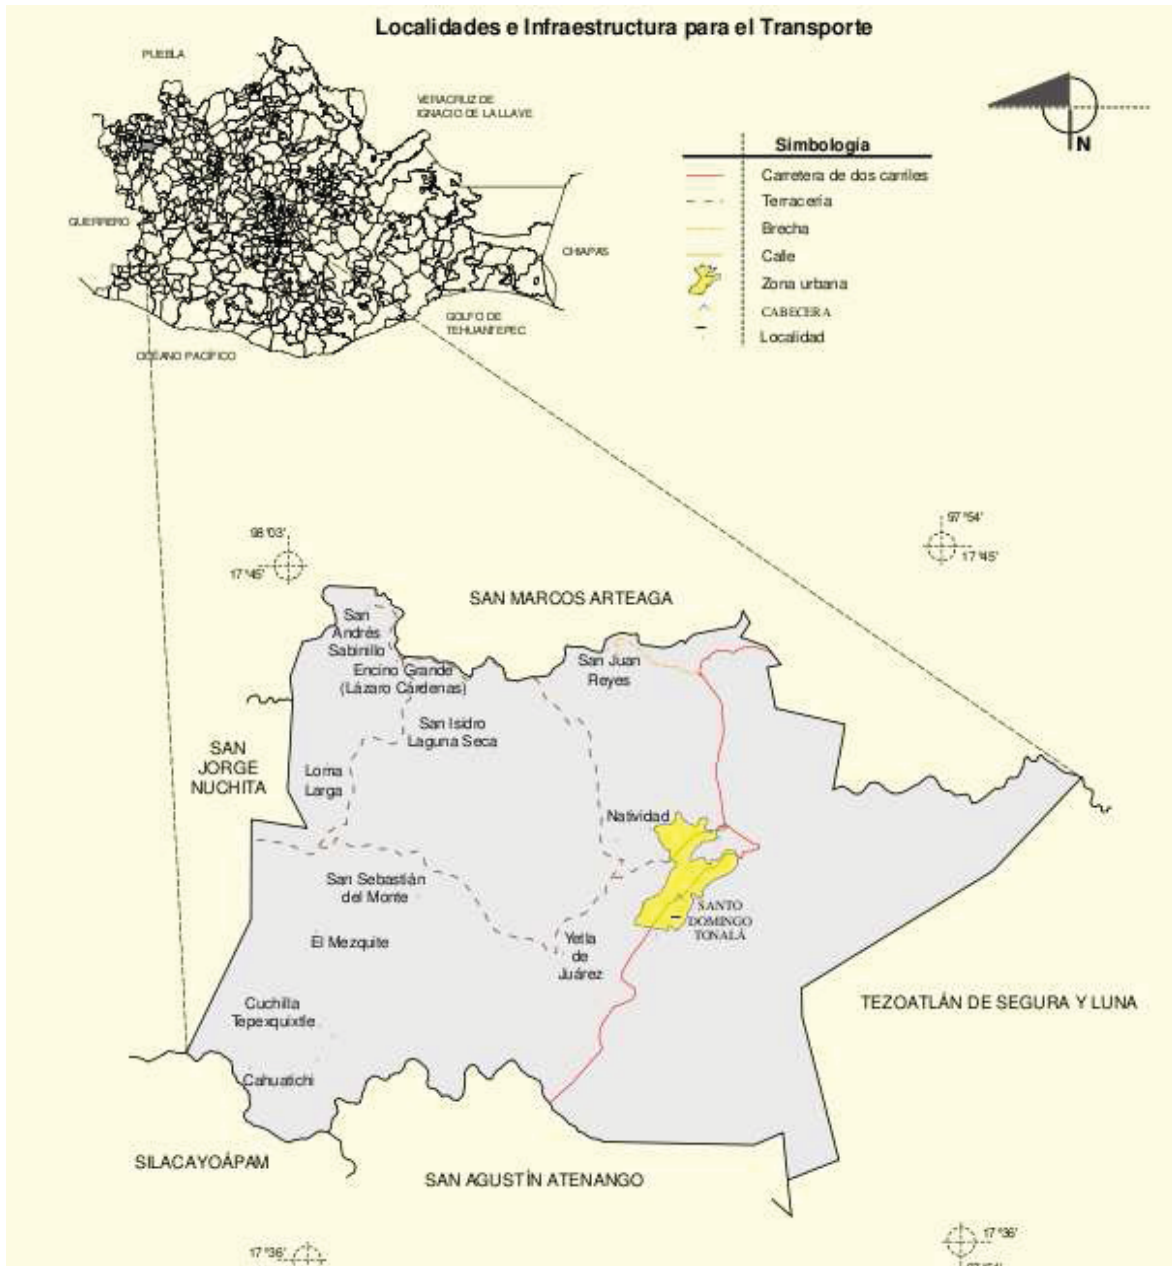 Localidades e Infraestructura para el Transporte
PUEBLA
VERACRUZ DE
IGNACIO DE LA LLAVE
GUERRERO
CHIAPAS
GOLFO DE
TEHUANTEPEC
OCÉANO PACÍFICO
N
Simbología
Carretera de dos carriles
Terracería
Brecha
Calle
Zona urbana
CABECERA
Localidad
98°03'
17°45'
97°54'
17°45'
SAN MARCOS ARTEAGA
San
Andrés
Sabinillo
Encino Grande
(Lázaro Cárdenas)
San Juan
Reyes
San Isidro
Laguna Seca
SAN
JORGE
NUCHITA
Loma
Larga
Natividad
San Sebastián
del Monte
SANTO
DOMINGO
TONALÁ
El Mezquite
Yetla
de
Juárez
Cuchilla
Tepexquixtle
TEZOATLÁN DE SEGURA Y LUNA
Cahuatichi
SILACAYOÁPAM
SAN AGUSTÍN ATENANGO
17°36'
17°36'